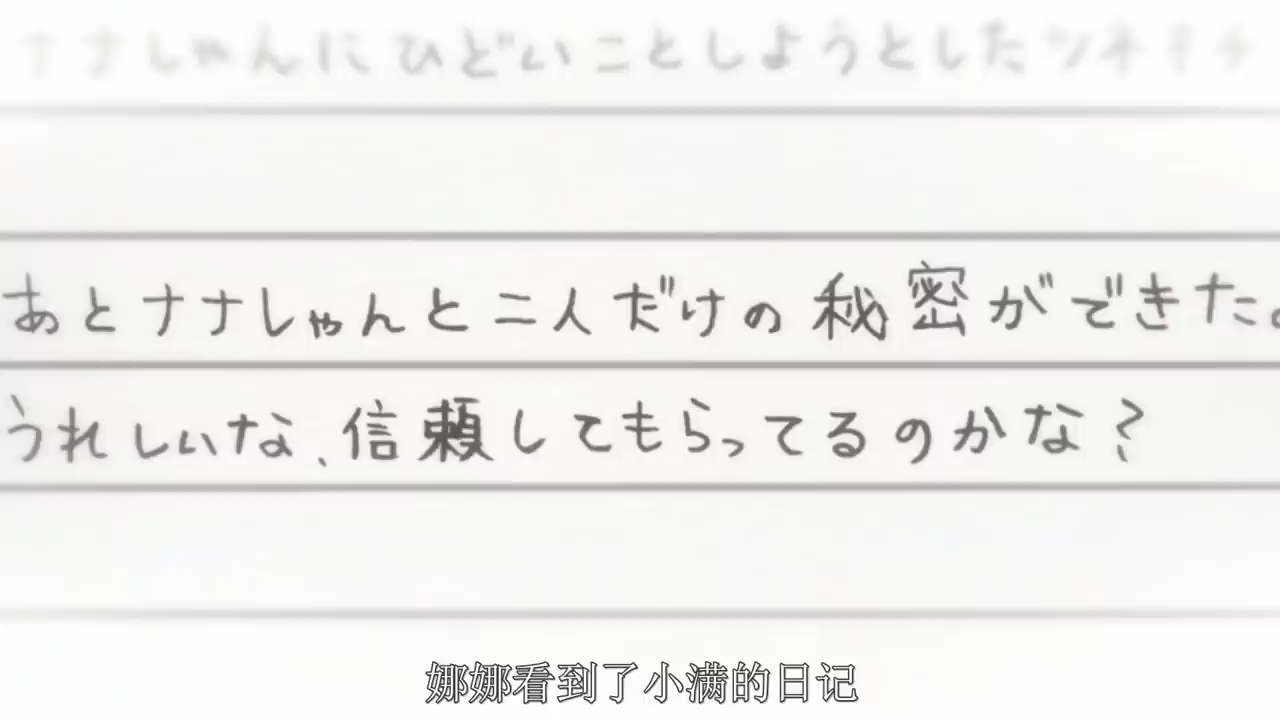 ナナしゃんにひどいことしようとしたツネキチ
あとナナしゃんと二人だけの秘密ができた。
うれしいな、信頼してもらってるのかな?
娜娜看到了小满的日记